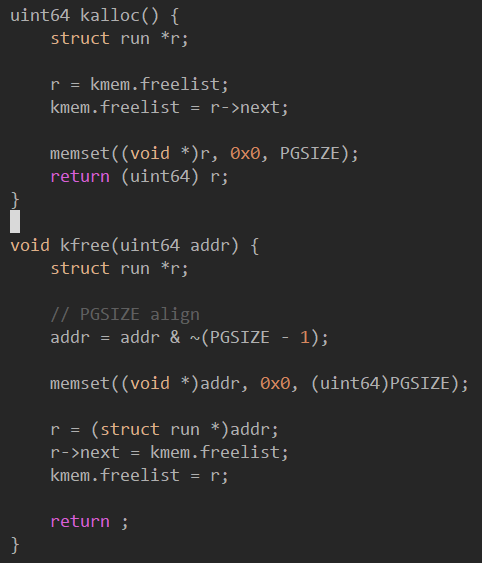 uint64 kalloc() {
    struct run *r;

    r = kmem.freelist;
    kmem.freelist = r->next;

    memset((void *)r, 0x0, PGSIZE);
    return (uint64) r;
}

void kfree(uint64 addr) {
    struct run *r;

    // PGSIZE align
    addr = addr & ~(PGSIZE - 1);

    memset((void *)addr, 0x0, (uint64)PGSIZE);

    r = (struct run *)addr;
    r->next = kmem.freelist;
    kmem.freelist = r;

    return ;
}